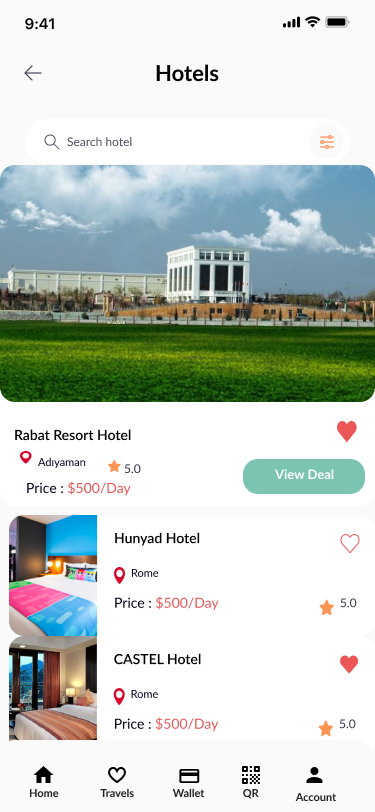 9:41
Hotels
Search hotel
Rabat Resort Hotel
Adıyaman
5.0
Price : $500/Day
View Deal
Hunyad Hotel
Rome
Price : $500/Day
5.0
CASTEL Hotel
Rome
Price : $500/Day
5.0
Home
Travels
Wallet
QR
Account